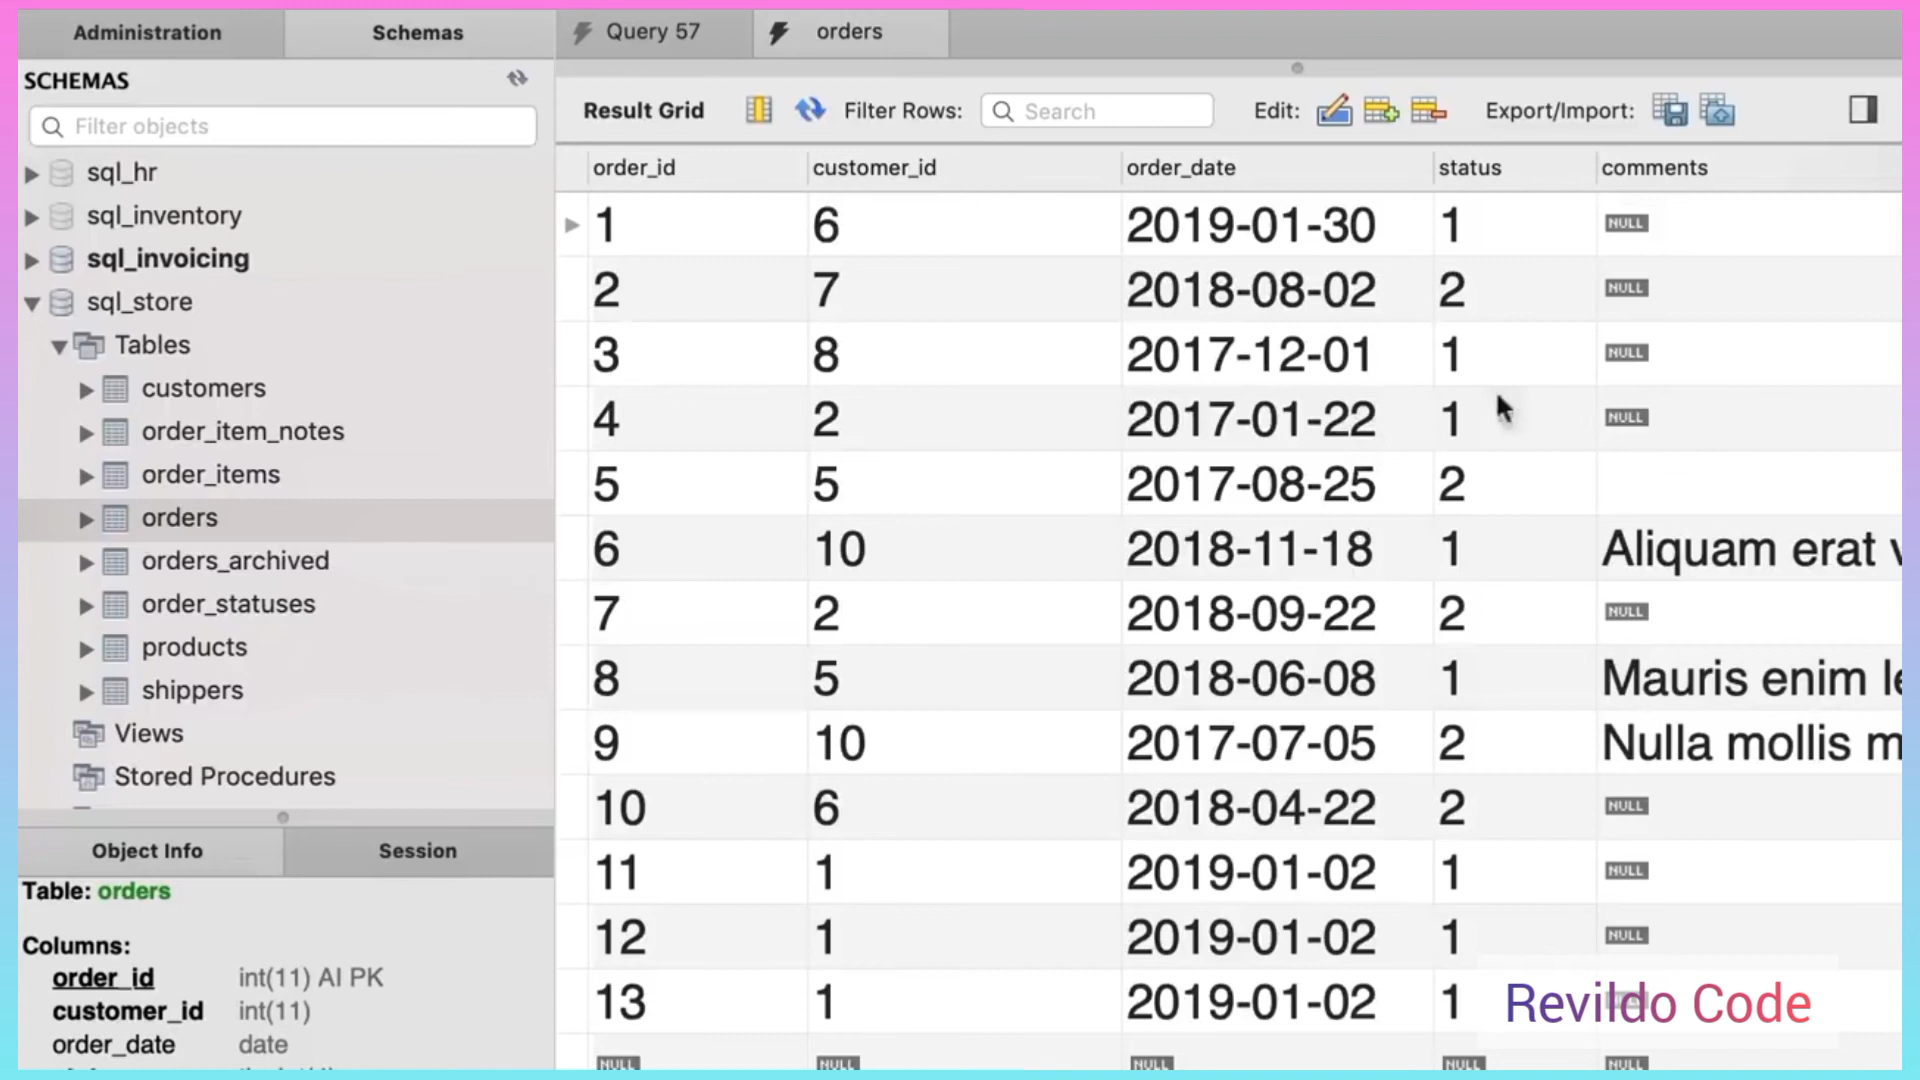 Administration Schemas Query 57 orders
SCHEMAS
Filter objects
sql_hr
sql_inventory
sql_invoicing
sql_store
Tables
customers
order_item_notes
order_items
orders
orders_archived
order_statuses
products
shippers
Views
Stored Procedures
Object Info Session
Table: orders
Columns:
order_id int(11) AI PK
customer_id int(11)
order_date date
Result Grid Filter Rows: Search Edit: Export/Import:
order_id customer_id order_date status comments
1 6 2019-01-30 1 NULL
2 7 2018-08-02 2 NULL
3 8 2017-12-01 1 NULL
4 2 2017-01-22 1 NULL
5 5 2017-08-25 2
6 10 2018-11-18 1 Aliquam erat
7 2 2018-09-22 2 NULL
8 5 2018-06-08 1 Mauris enim
9 10 2017-07-05 2 Nulla mollis
10 6 2018-04-22 2 NULL
11 1 2019-01-02 1 NULL
12 1 2019-01-02 1 NULL
13 1 2019-01-02 1
NULL NULL NULL NULL NULL
Revildo Code